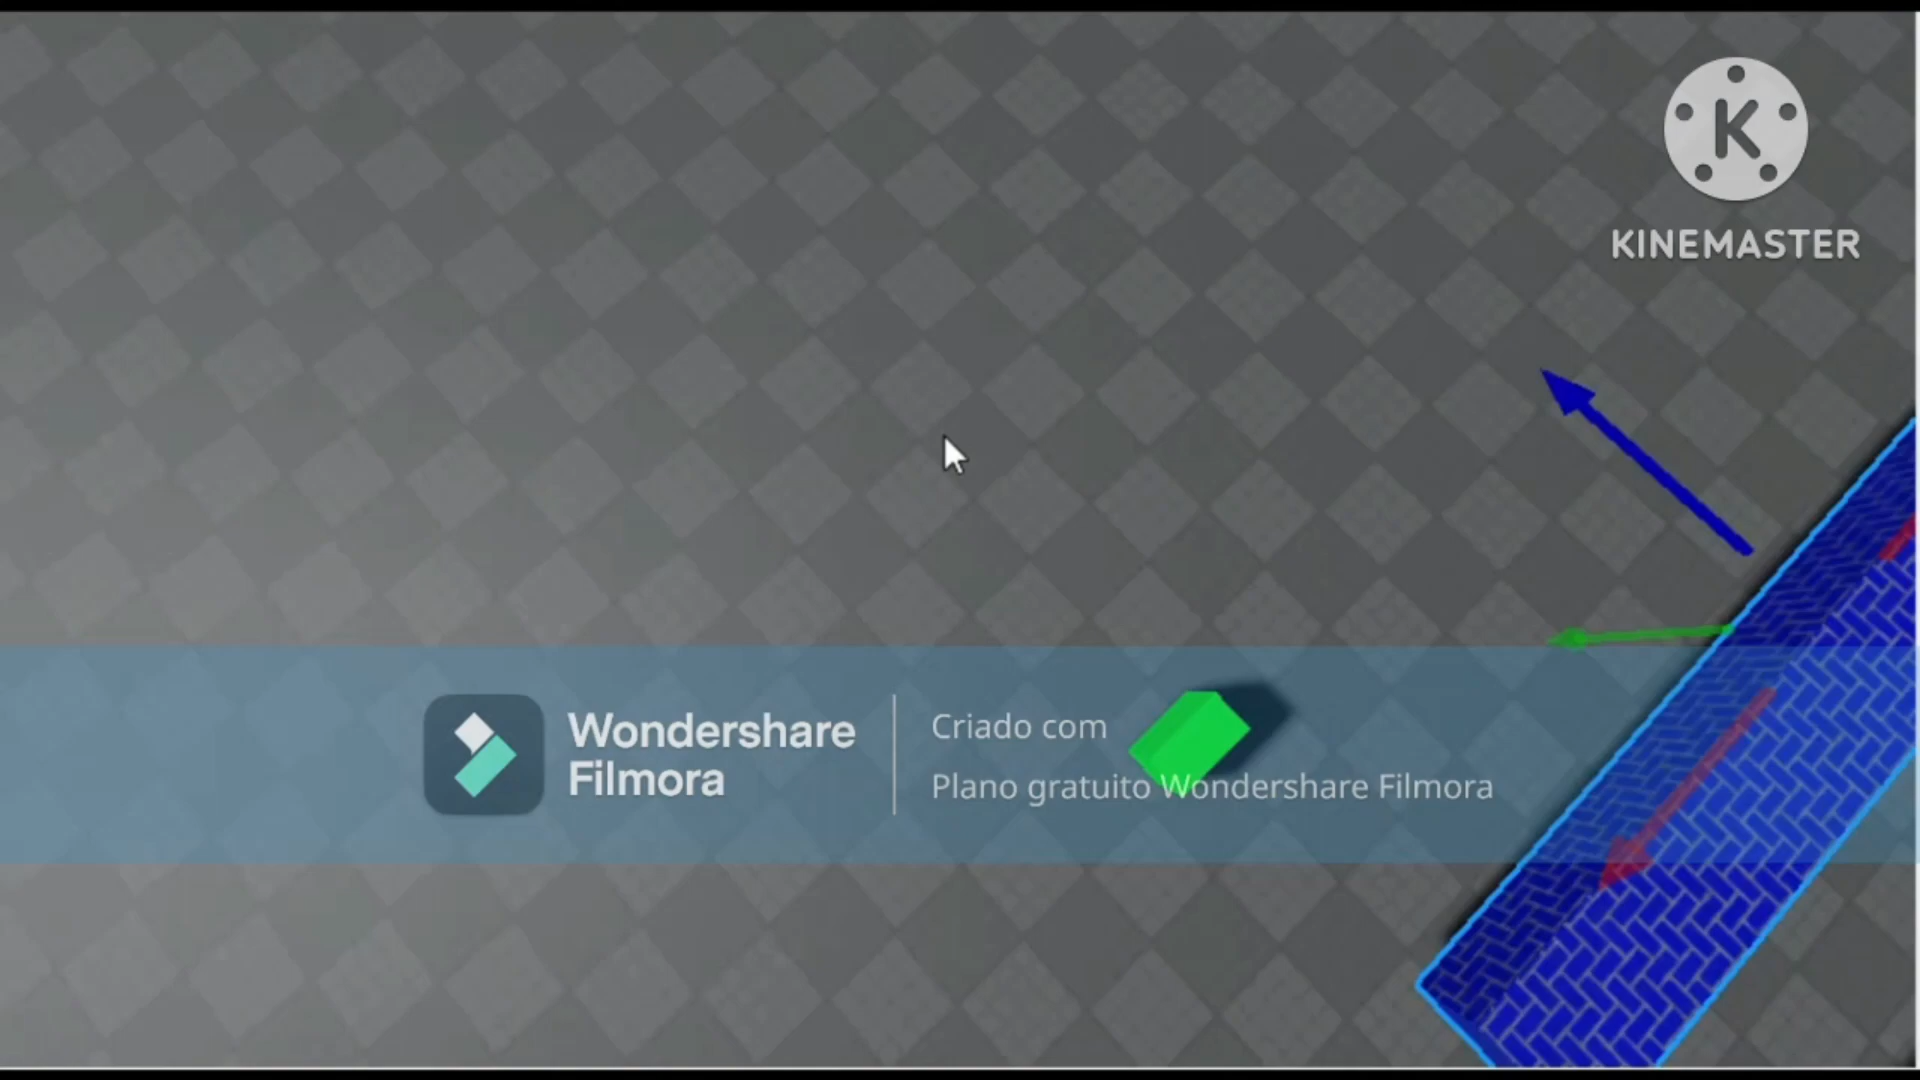 K
KINEMASTER
Wondershare
Filmora
Criado com
Plano gratuito Wondershare Filmora